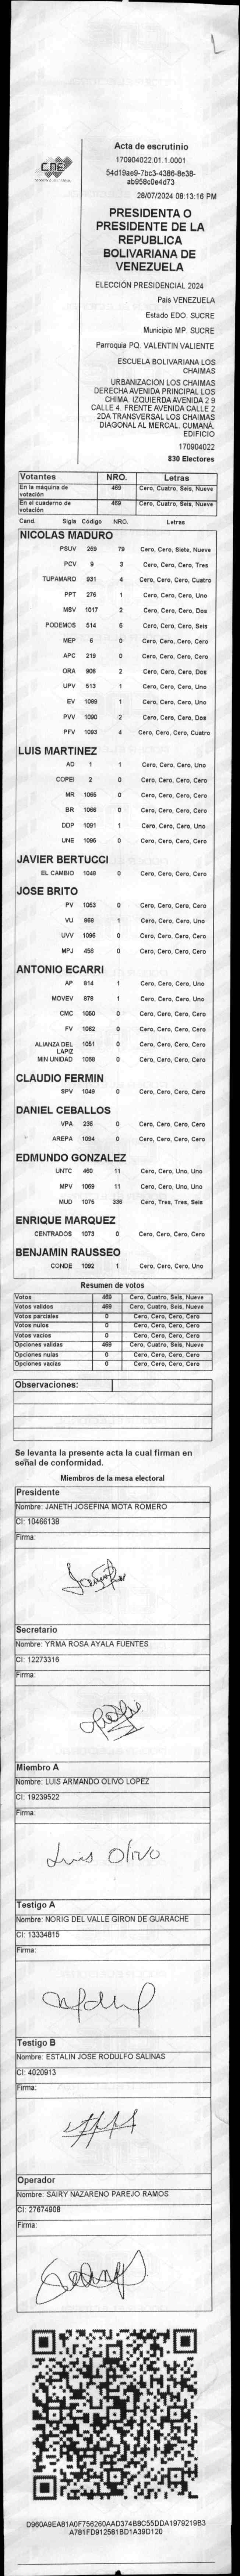 CNE
Acta de escrutinio
170904022.01.1.0001
54d19ae9-7bc3-4386-8e38-
ab958c0e4d73
28/07/2024 08:13:16 PM
PRESIDENTA O
PRESIDENTE DE LA
REPUBLICA
BOLIVARIANA DE
VENEZUELA
ELECCIÓN PRESIDENCIAL 2024
Pais VENEZUELA
Estado EDO. SUCRE
Municipio MP. SUCRE
Parroquia PQ. VALENTIN VALIENTE
ESCUELA BOLIVARIANA LOS
CHAIMAS
URBANIZACION LOS CHAIMAS
DERECHA AVENIDA PRINCIPAL LOS
CHIMA. IZQUIERDA AVENIDA 2 9
CALLE 4. FRENTE AVENIDA CALLE 2
2DA TRANSVERSAL LOS CHAIMAS
DIAGONAL AL MERCAL. CUMANÁ.
EDIFICIO
170904022
830 Electores
Votantes NRO. Letras
En la máquina de votación 469 Cero, Cuatro, Seis, Nueve
En el cuaderno de votación 469 Cero, Cuatro, Seis, Nueve
Cand. Sigla Código NRO. Letras
NICOLAS MADURO
PSUV 269 79 Cero, Cero, Siete, Nueve
PCV 9 3 Cero, Cero, Cero, Tres
TUPAMARO 931 4 Cero, Cero, Cero, Cuatro
PPT 276 1 Cero, Cero, Cero, Uno
MSV 1017 2 Cero, Cero, Cero, Dos
PODEMOS 514 6 Cero, Cero, Cero, Seis
MEP 6 0 Cero, Cero, Cero, Cero
APC 219 0 Cero, Cero, Cero, Cero
ORA 906 2 Cero, Cero, Cero, Dos
UPV 513 1 Cero, Cero, Cero, Uno
EV 1089 1 Cero, Cero, Cero, Uno
PVV 1090 2 Cero, Cero, Cero, Dos
PFV 1093 4 Cero, Cero, Cero, Cuatro
LUIS MARTINEZ
AD 1 1 Cero, Cero, Cero, Uno
COPEI 2 0 Cero, Cero, Cero, Cero
MR 1065 0 Cero, Cero, Cero, Cero
BR 1066 0 Cero, Cero, Cero, Cero
DDP 1091 1 Cero, Cero, Cero, Uno
UNE 1095 0 Cero, Cero, Cero, Cero
JAVIER BERTUCCI
EL CAMBIO 1048 0 Cero, Cero, Cero, Cero
JOSE BRITO
PV 1053 0 Cero, Cero, Cero, Cero
VU 868 1 Cero, Cero, Cero, Uno
UVV 1096 0 Cero, Cero, Cero, Cero
MPJ 458 0 Cero, Cero, Cero, Cero
ANTONIO ECARRI
AP 814 1 Cero, Cero, Cero, Uno
MOVEV 878 1 Cero, Cero, Cero, Uno
CMC 1050 0 Cero, Cero, Cero, Cero
FV 1062 0 Cero, Cero, Cero, Cero
ALIANZA DEL LAPIZ 1051 0 Cero, Cero, Cero, Cero
MIN UNIDAD 1058 0 Cero, Cero, Cero, Cero
CLAUDIO FERMIN
SPV 1049 0 Cero, Cero, Cero, Cero
DANIEL CEBALLOS
VPA 236 0 Cero, Cero, Cero, Cero
AREPA 1094 0 Cero, Cero, Cero, Cero
EDMUNDO GONZALEZ
UNTC 460 11 Cero, Cero, Uno, Uno
MPV 1069 11 Cero, Cero, Uno, Uno
MUD 1075 336 Cero, Tres, Tres, Seis
ENRIQUE MARQUEZ
CENTRADOS 1073 0 Cero, Cero, Cero, Cero
BENJAMIN RAUSSEO
CONDE 1092 1 Cero, Cero, Cero, Uno
Resumen de votos
Votos 469 Cero, Cuatro, Seis, Nueve
Votos validos 469 Cero, Cuatro, Seis, Nueve
Votos parciales 0 Cero, Cero, Cero, Cero
Votos nulos 0 Cero, Cero, Cero, Cero
Votos vacios 0 Cero, Cero, Cero, Cero
Opciones validas 469 Cero, Cuatro, Seis, Nueve
Opciones nulas 0 Cero, Cero, Cero, Cero
Opciones vacias 0 Cero, Cero, Cero, Cero
Observaciones:
Se levanta la presente acta la cual firman en
señal de conformidad.
Miembros de la mesa electoral
Presidente
Nombre: JANETH JOSEFINA MOTA ROMERO
CI: 10466138
Firma:
Secretario
Nombre: YRMA ROSA AYALA FUENTES
CI: 12273316
Firma:
Miembro A
Nombre: LUIS ARMANDO OLIVO LOPEZ
CI: 19239522
Firma:
Luis Olivo
Testigo A
Nombre: NORIG DEL VALLE GIRON DE GUARACHE
CI: 13334815
Firma:
Testigo B
Nombre: ESTALIN JOSE RODULFO SALINAS
CI: 4020913
Firma:
Operador
Nombre: SAIRY NAZARENO PAREJO RAMOS
CI: 27674908
Firma:
D960A9EA81A0F756260AAD374B8C55DDA1979219B3
A781FD912581BD1A39D120